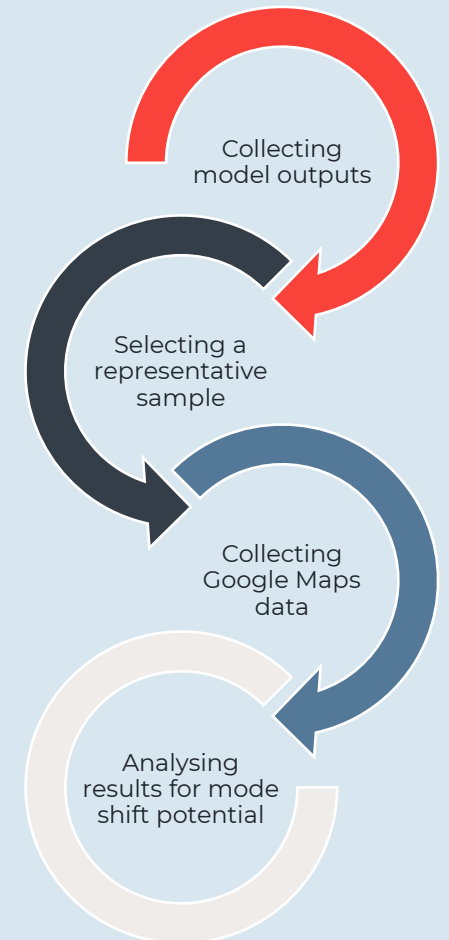 Collecting
model outputs
Selecting a
representative
sample
Collecting
Google Maps
data
Analysing
results for mode
shift potential